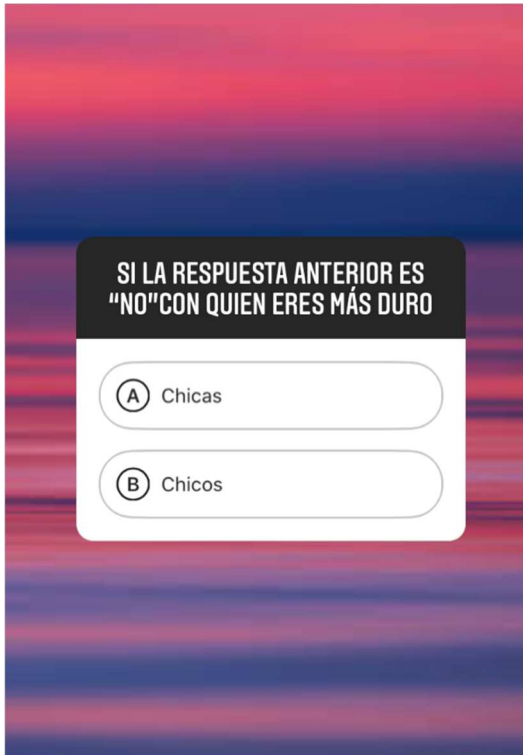 SI LA RESPUESTA ANTERIOR ES
"NO"CON QUIEN ERES MÁS DURO
A Chicas
B Chicos